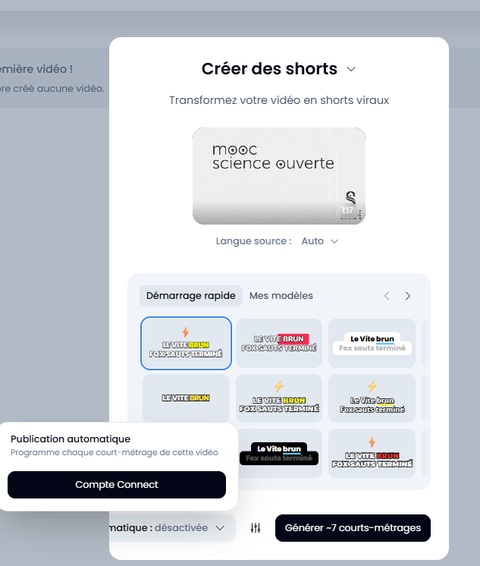 emière vidéo !
ore créé aucune vidéo.
Créer des shorts
Transformez votre vidéo en shorts viraux
mooc
science ouverte
1:17
Langue source : Auto
Démarrage rapide Mes modèles
LE VITE BRUN
FOX SAUTS TERMINÉ
LE VITE BRUN
FOX SAUTS TERMINÉ
Le Vite brun
Fox sauts terminé
LE VITE BRUN
LE VITE BRUN
FOX SAUTS TERMINÉ
Le Vite brun
Fox sauts terminé
Publication automatique
Programme chaque court-métrage de cette vidéo
Compte Connect
Le Vite brun
Fox sauts terminé
LE VITE BRUN
FOX SAUTS TERMINÉ
matique : désactivée
Générer ~7 courts-métrages